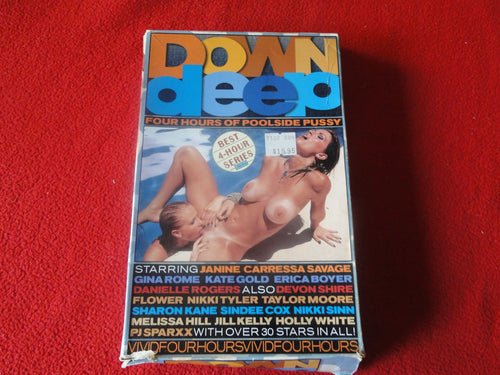 DOWN
deep
FOUR HOURS OF POOLSIDE PUSSY
BEST
4-HOUR
SERIES
$15.95
STARRING JANINE CARRESSA SAVAGE
GINA ROME KATE GOLD ERICA BOYER
DANIELLE ROGERS ALSO DEVON SHIRE
FLOWER NIKKI TYLER TAYLOR MOORE
SHARON KANE SINDEE COX NIKKI SINN
MELISSA HILL JILL KELLY HOLLY WHITE
PJ SPARXX WITH OVER 30 STARS IN ALL!
VIVIDFOURHOURSVIVIDFOURHOURS